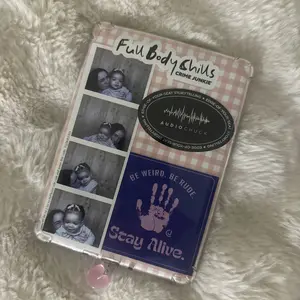 Full Body Chills
CRIME JUNKIE
AUDIOCHUCK
BE WEIRD. BE RUDE.
Stay Alive.